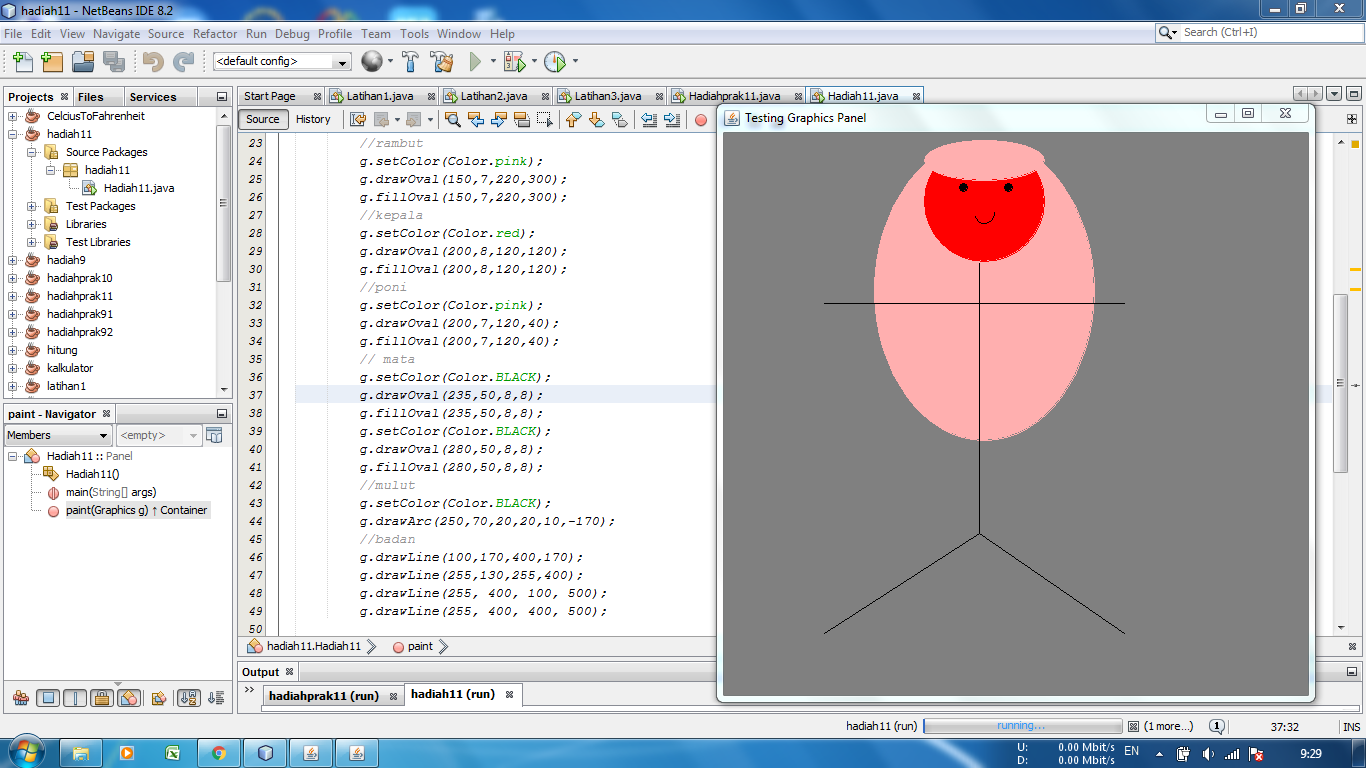 hadiah11 - NetBeans IDE 8.2
File Edit View Navigate Source Refactor Run Debug Profile Team Tools Window Help
Search (Ctrl+I)
<default config>
Projects Files Services
CelciusToFahrenheit
hadiah11
Source Packages
hadiah11
Hadiah11.java
Test Packages
Libraries
Test Libraries
hadiah9
hadiahprak10
hadiahprak11
hadiahprak91
hadiahprak92
hitung
kalkulator
latihan1
paint - Navigator
Members <empty>
Hadiah11 :: Panel
Hadiah11()
main(String[] args)
paint(Graphics g) ↑ Container
Start Page Latihan1.java Latihan2.java Latihan3.java Hadiahprak11.java Hadiah11.java
Source History
23 //rambut
24 g.setColor(Color.pink);
25 g.drawOval(150,7,220,300);
26 g.fillOval(150,7,220,300);
27 //kepala
28 g.setColor(Color.red);
29 g.drawOval(200,8,120,120);
30 g.fillOval(200,8,120,120);
31 //poni
32 g.setColor(Color.pink);
33 g.drawOval(200,7,120,40);
34 g.fillOval(200,7,120,40);
35 // mata
36 g.setColor(Color.BLACK);
37 g.drawOval(235,50,8,8);
38 g.fillOval(235,50,8,8);
39 g.setColor(Color.BLACK);
40 g.drawOval(280,50,8,8);
41 g.fillOval(280,50,8,8);
42 //mulut
43 g.setColor(Color.BLACK);
44 g.drawArc(250,70,20,20,10,-170);
45 //badan
46 g.drawLine(100,170,400,170);
47 g.drawLine(255,130,255,400);
48 g.drawLine(255, 400, 100, 500);
49 g.drawLine(255, 400, 400, 500);
50
hadiah11.Hadiah11 paint
Output
hadiahprak11 (run) hadiah11 (run)
Testing Graphics Panel
hadiah11 (run) running... (1 more...) 1 37:32 INS
U: 0.00 Mbit/s
D: 0.00 Mbit/s
EN
9:29